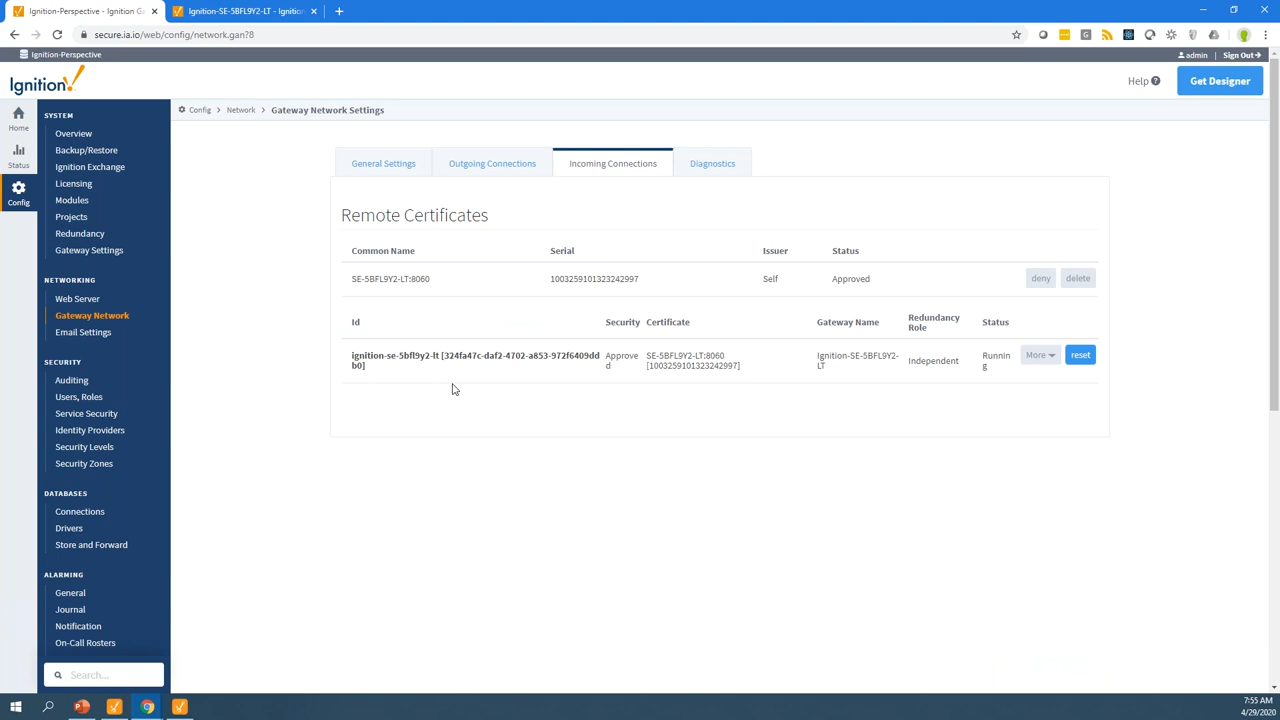 Ignition-Perspective - Ignition Ga
Ignition-SE-5BFL9Y2-LT - Ignition
secure.ia.io/web/config/network.gan?8
Ignition-Perspective
admin | Sign Out
Ignition!
Help
Get Designer
Config > Network > Gateway Network Settings
Home
Status
Config
SYSTEM
Overview
Backup/Restore
Ignition Exchange
Licensing
Modules
Projects
Redundancy
Gateway Settings
NETWORKING
Web Server
Gateway Network
Email Settings
SECURITY
Auditing
Users, Roles
Service Security
Identity Providers
Security Levels
Security Zones
DATABASES
Connections
Drivers
Store and Forward
ALARMING
General
Journal
Notification
On-Call Rosters
Search...
General Settings
Outgoing Connections
Incoming Connections
Diagnostics
Remote Certificates
Common Name Serial Issuer Status
SE-5BFL9Y2-LT:8060 1003259101323242997 Self Approved deny delete
Id Security Certificate Gateway Name Redundancy Role Status
ignition-se-5bfl9y2-lt [324fa47c-daf2-4702-a853-972f6409dd
b0]
Approve
d
SE-5BFL9Y2-LT:8060
[1003259101323242997]
Ignition-SE-5BFL9Y2-
LT
Independent
Runnin
g
More
reset
7:55 AM
4/29/2020